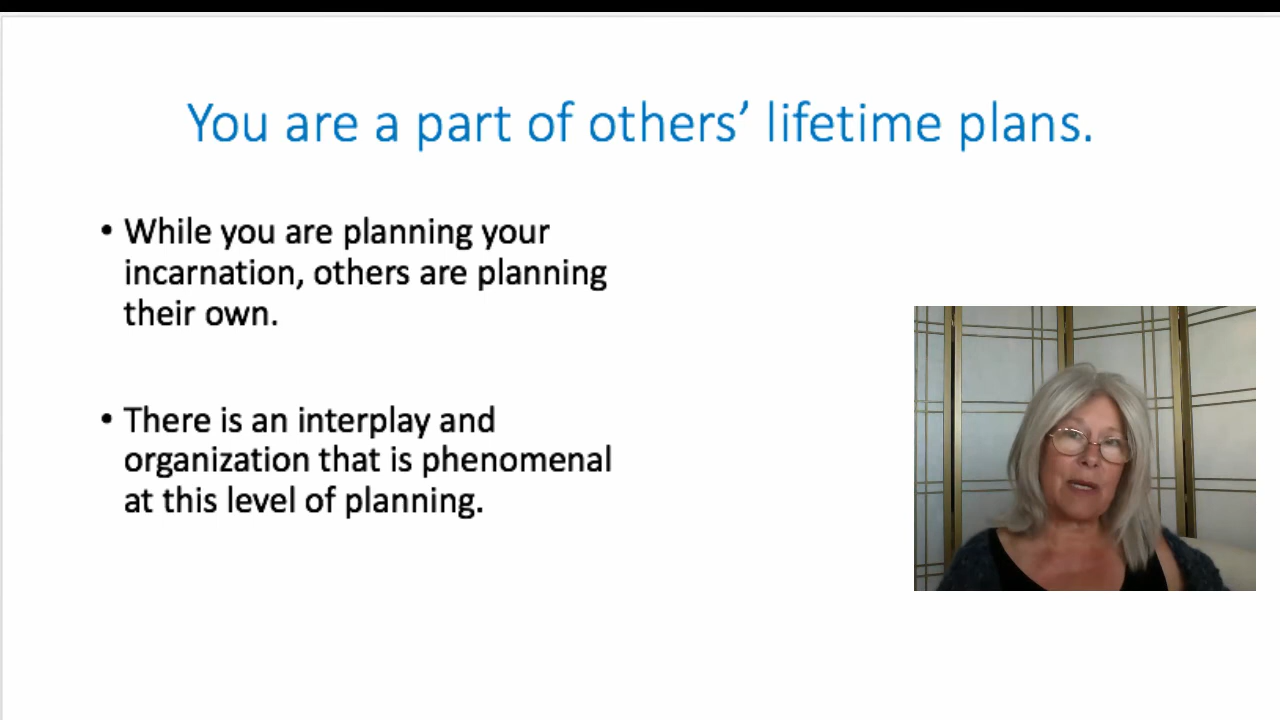 You are a part of others’ lifetime plans.
• While you are planning your
incarnation, others are planning
their own.
• There is an interplay and
organization that is phenomenal
at this level of planning.